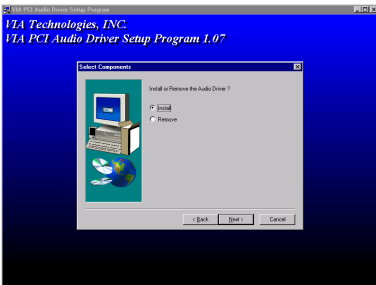 VIA PCI Audio Driver Setup Program
VIA Technologies, INC.
VIA PCI Audio Driver Setup Program 1.07
Select Components
Install or Remove the Audio Driver ?
Install
Remove
< Back
Next >
Cancel